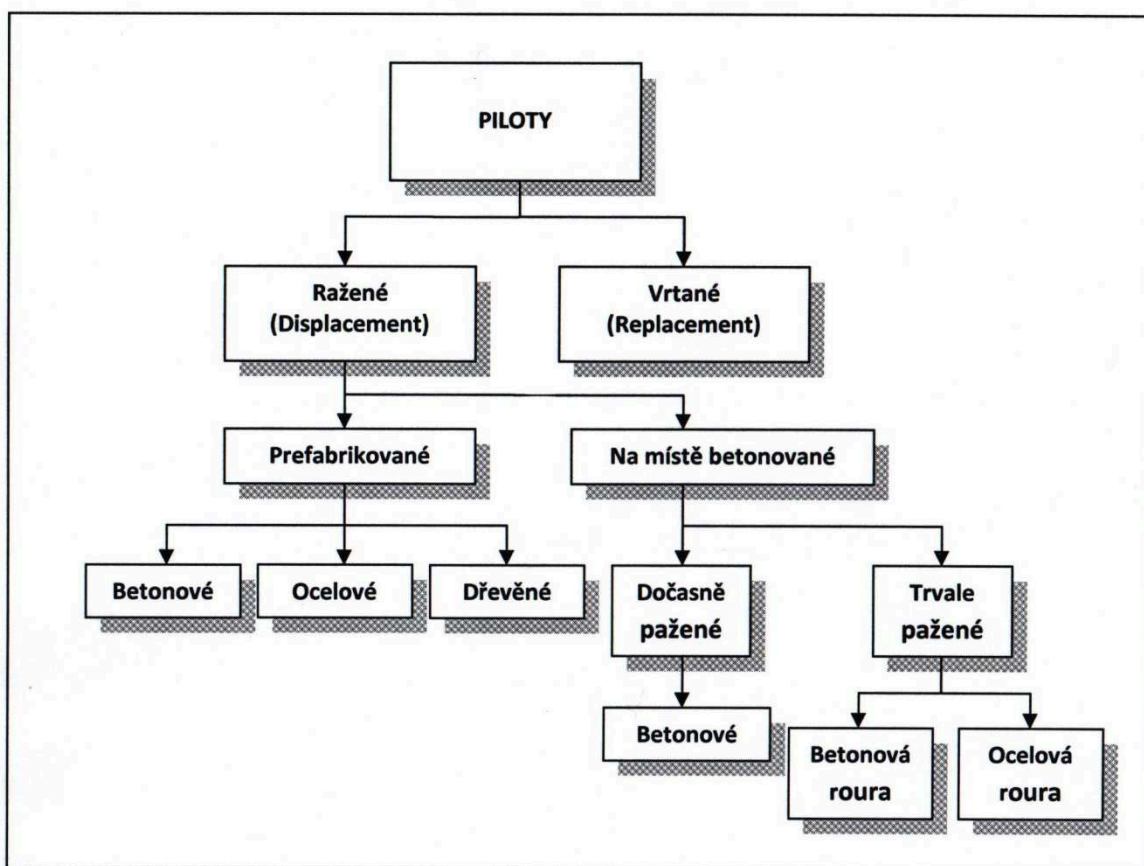 PILOTY
Ražené
(Displacement)
Vrtané
(Replacement)
Prefabrikované
Na místě betonované
Betonové
Ocelové
Dřevěné
Dočasně
pažené
Trvale
pažené
Betonové
Betonová
roura
Ocelová
roura